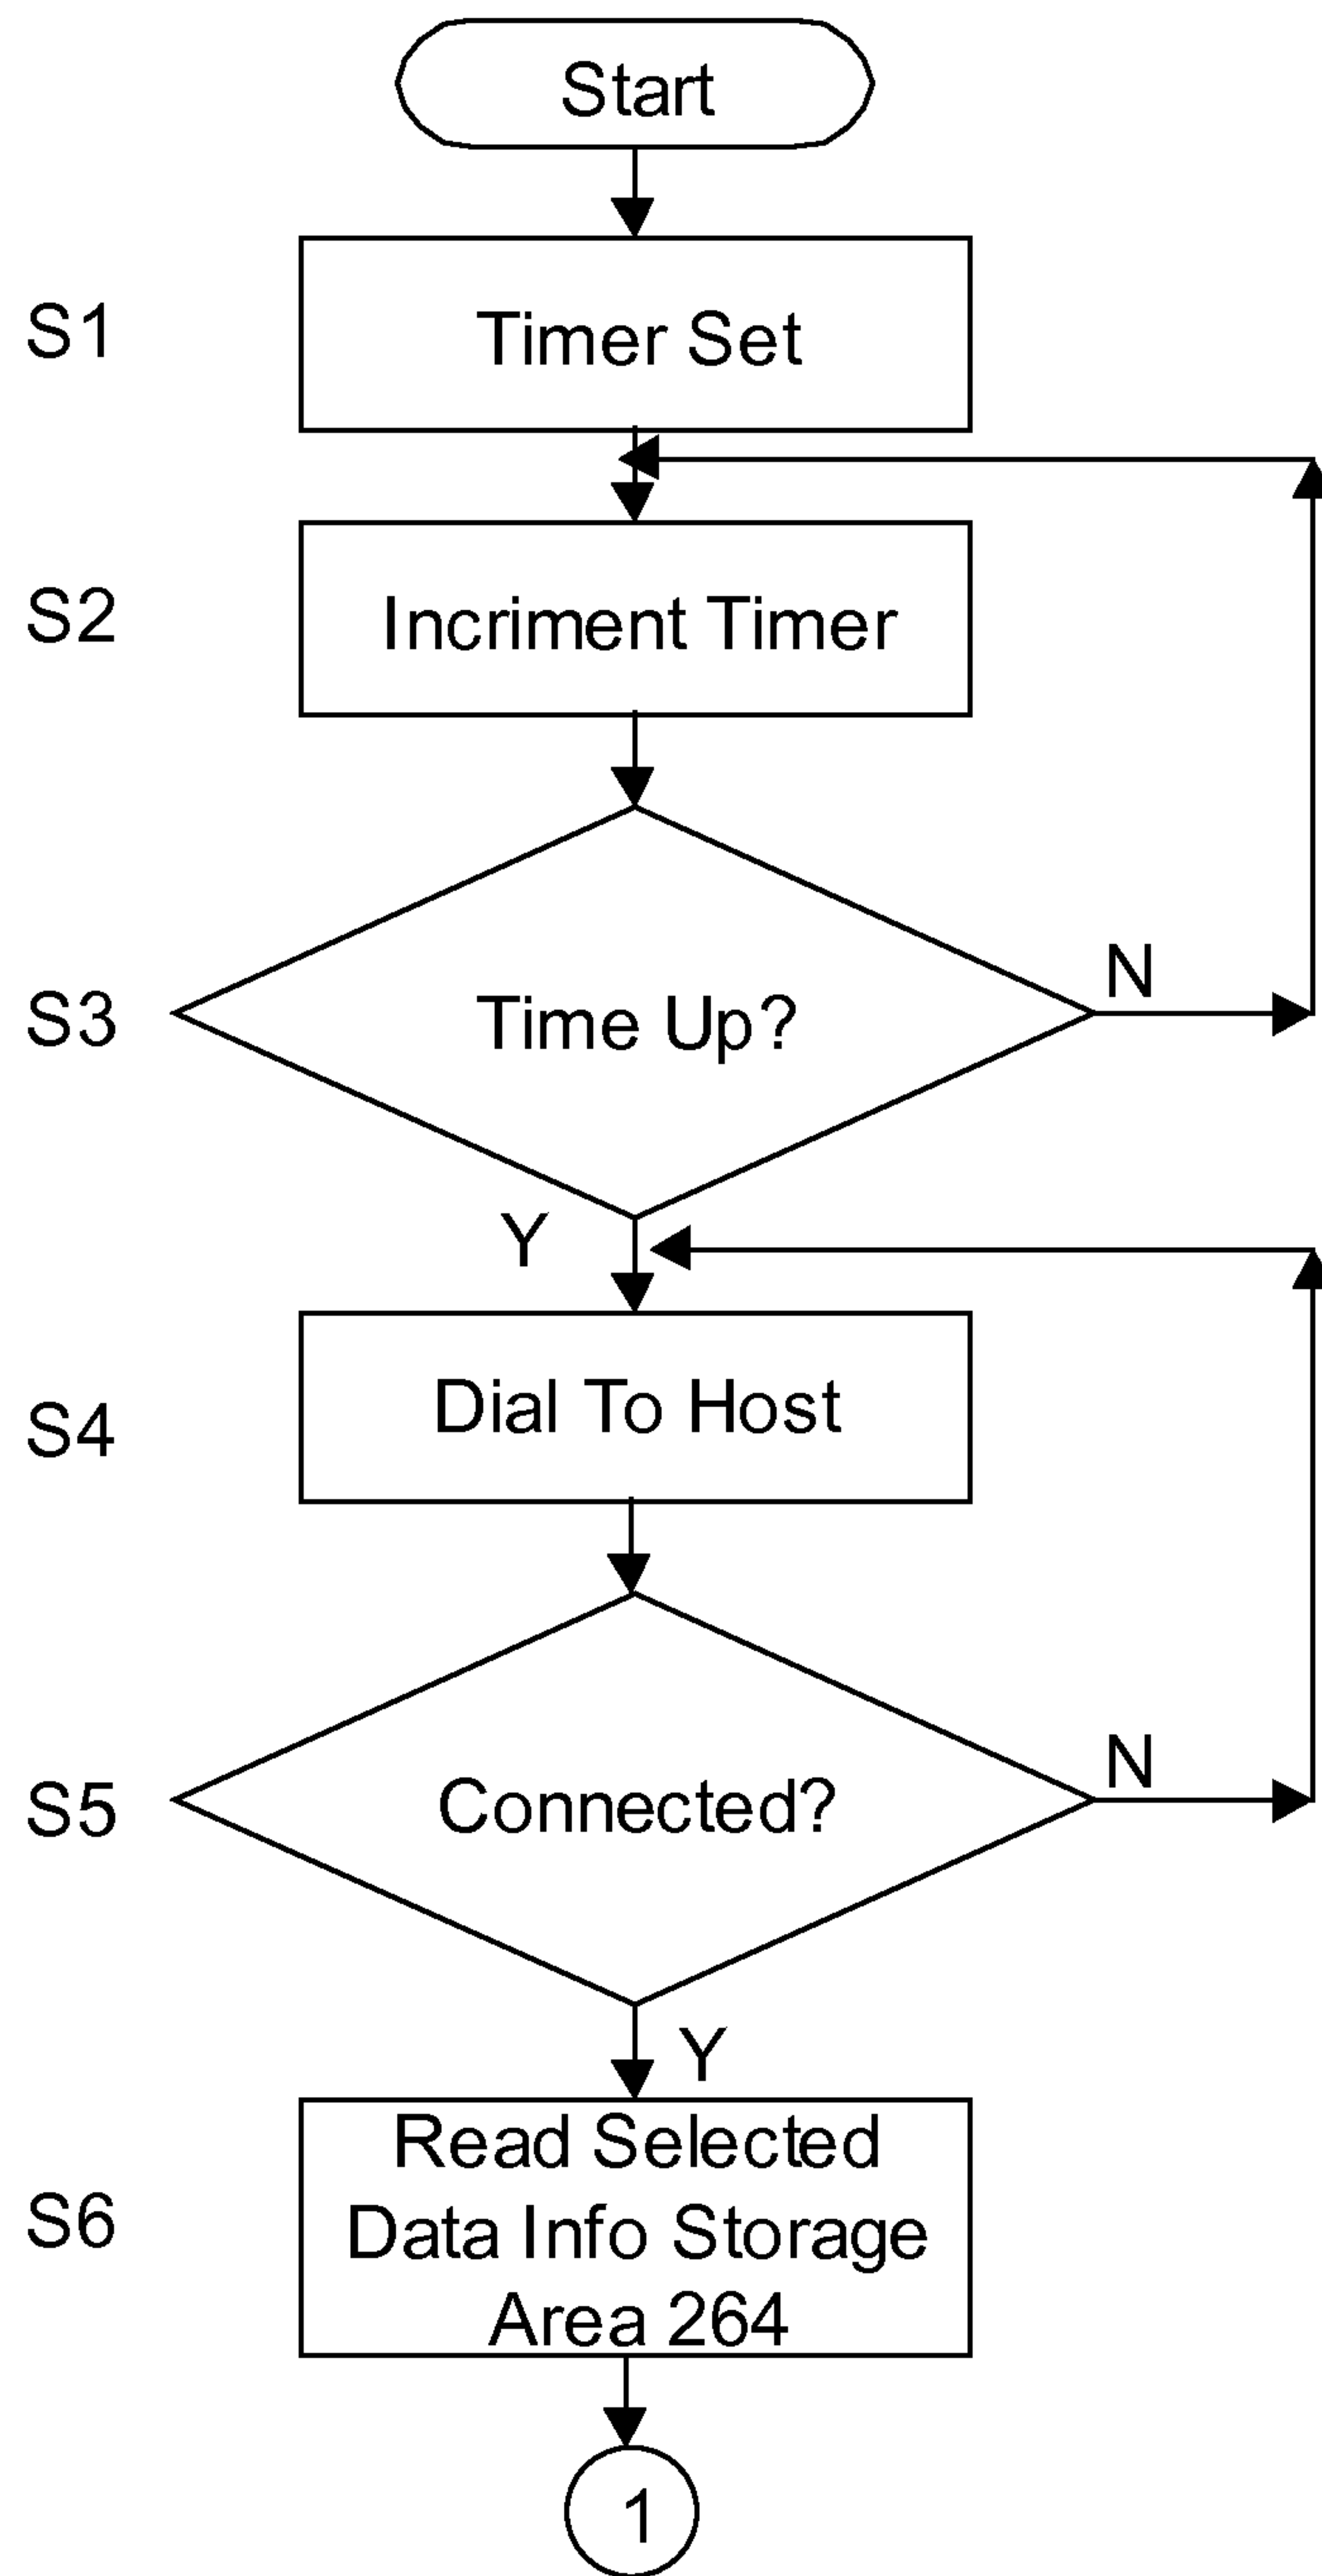 Start
S1
Timer Set
S2
Incriment Timer
S3
Time Up?
N
Y
S4
Dial To Host
S5
Connected?
N
Y
S6
Read Selected
Data Info Storage
Area 264
1